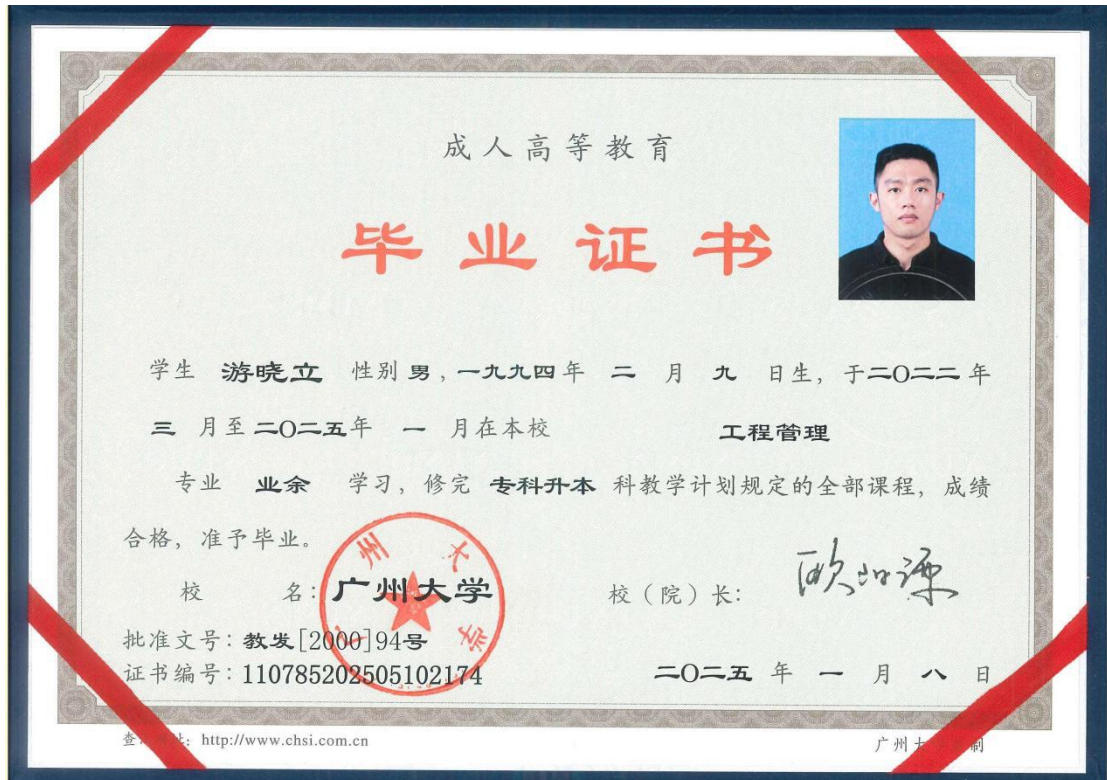 成人高等教育
毕业证书
学生 游晓立 性别 男，一九九四年 二 月 九 日生，于二〇二二年
三 月至二〇二五年 一 月在本校 工程管理
专业 业余 学习，修完 专科升本 科教学计划规定的全部课程，成绩
合格，准予毕业。
校 名：广州大学 校（院）长：
广州大学
批准文号：教发[2000]94号
证书编号：110785202505102174 二〇二五 年 一 月 八 日
查 址：http://www.chsi.com.cn 广州 制